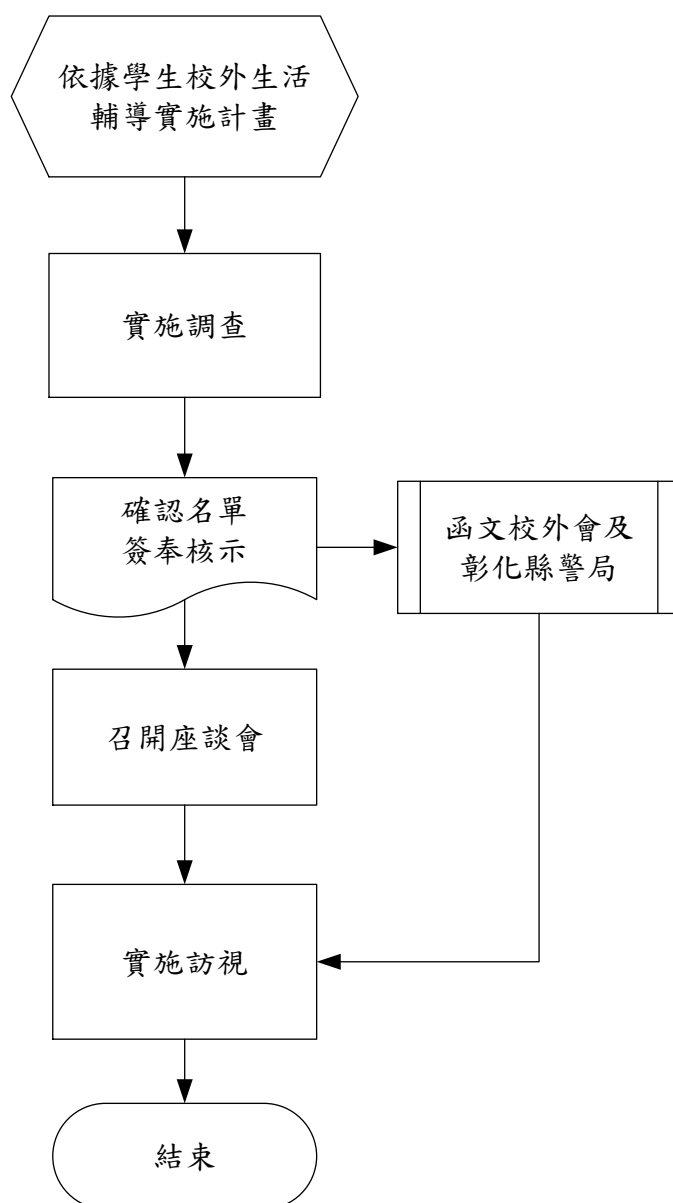 依據學生校外生活
輔導實施計畫
實施調查
確認名單
簽奉核示
函文校外會及
彰化縣警局
召開座談會
實施訪視
結束